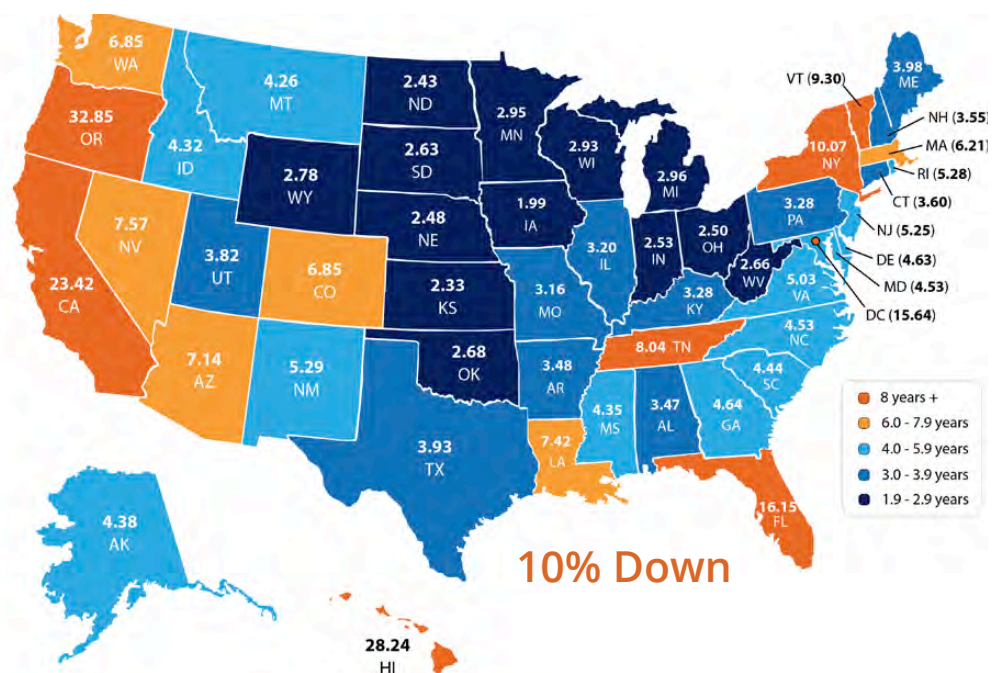 6.85
WA
32.85
OR
4.32
ID
4.26
MT
2.43
ND
2.95
MN
2.63
SD
2.78
WY
2.48
NE
2.93
WI
2.96
MI
1.99
IA
7.57
NV
3.82
UT
6.85
CO
2.33
KS
3.16
MO
3.20
IL
2.53
IN
2.50
OH
2.66
WV
3.28
PA
10.07
NY
3.98
ME
VT (9.30)
NH (3.55)
MA (6.21)
RI (5.28)
CT (3.60)
NJ (5.25)
DE (4.63)
MD (4.53)
DC (15.64)
23.42
CA
7.14
AZ
5.29
NM
2.68
OK
3.48
AR
3.28
KY
5.03
VA
8.04 TN
4.53
NC
4.44
SC
3.93
TX
7.42
LA
4.35
MS
3.47
AL
4.64
GA
16.15
FL
8 years +
6.0 - 7.9 years
4.0 - 5.9 years
3.0 - 3.9 years
1.9 - 2.9 years
4.38
AK
10% Down
28.24
HI